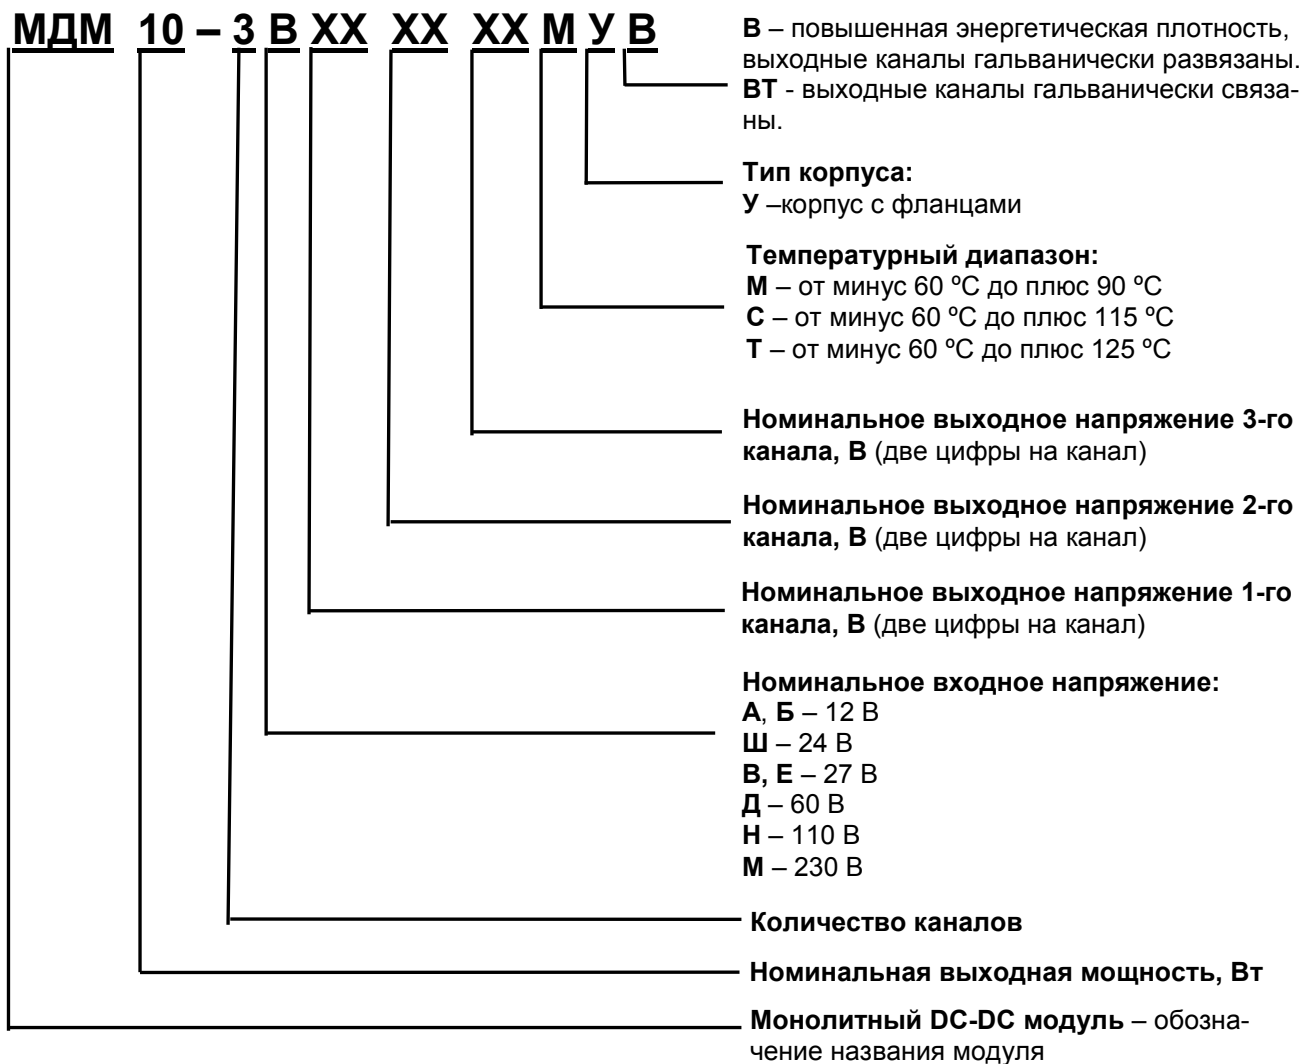 МДМ 10 – 3 В ХХ ХХ ХХ М У В
В – повышенная энергетическая плотность,
выходные каналы гальванически развязаны.
ВТ - выходные каналы гальванически связа-
ны.
Тип корпуса:
У –корпус с фланцами
Температурный диапазон:
М – от минус 60 ºС до плюс 90 ºС
С – от минус 60 ºС до плюс 115 ºС
Т – от минус 60 ºС до плюс 125 ºС
Номинальное выходное напряжение 3-го
канала, В (две цифры на канал)
Номинальное выходное напряжение 2-го
канала, В (две цифры на канал)
Номинальное выходное напряжение 1-го
канала, В (две цифры на канал)
Номинальное входное напряжение:
А, Б – 12 В
Ш – 24 В
В, Е – 27 В
Д – 60 В
Н – 110 В
М – 230 В
Количество каналов
Номинальная выходная мощность, Вт
Монолитный DC-DC модуль – обозна-
чение названия модуля